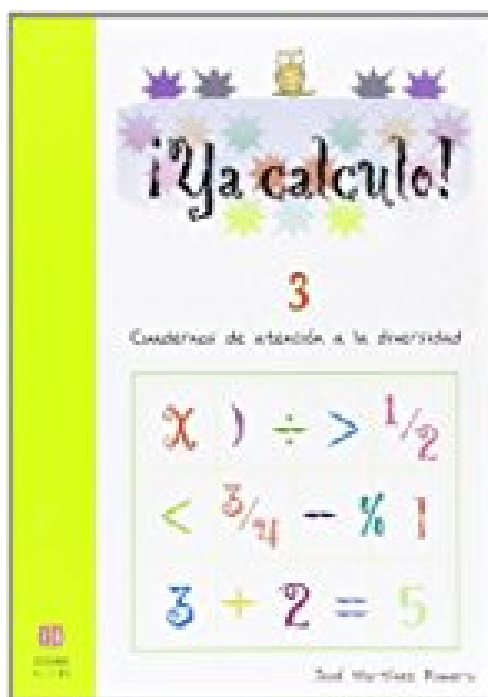 ¡Ya calculo!
3
Cuadernos de atención a la diversidad
X ) ÷ > 1/2
< 3/4 - % 1
3 + 2 = 5
José Martínez Romero